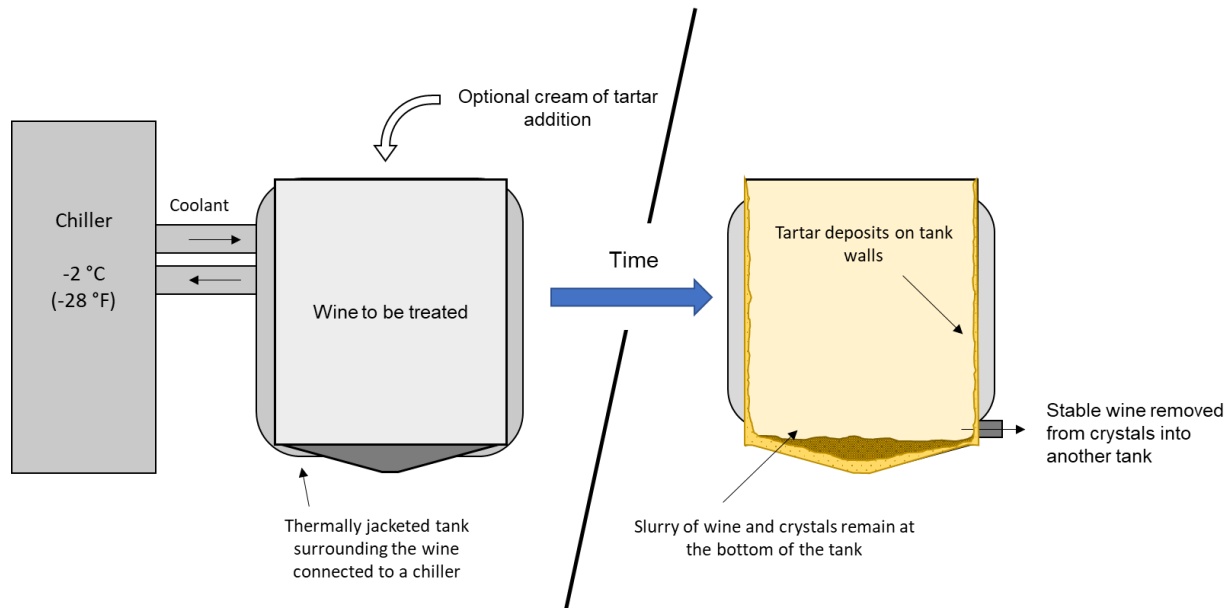 Optional cream of tartar
addition
Chiller
-2 °C
(-28 °F)
Coolant
Wine to be treated
Thermally jacketed tank
surrounding the wine
connected to a chiller
Time
Tartar deposits on tank
walls
Stable wine removed
from crystals into
another tank
Slurry of wine and crystals remain at
the bottom of the tank